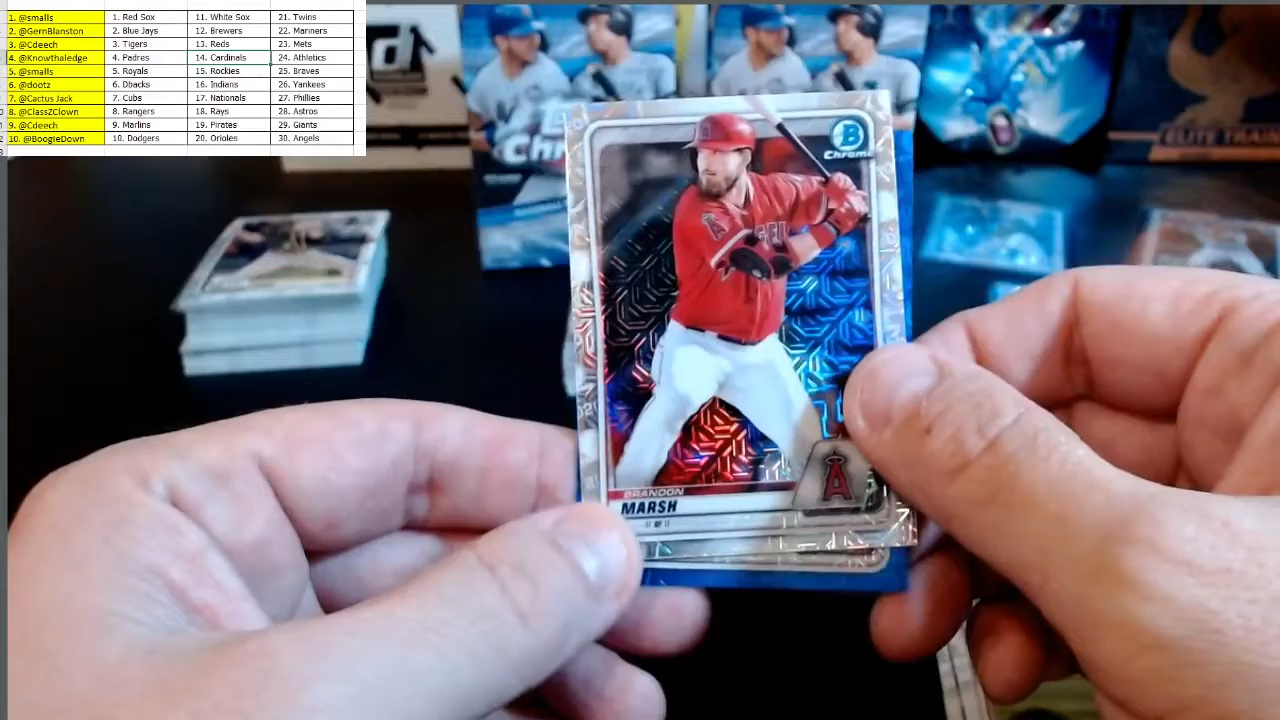 1. @smalls 1. Red Sox 11. White Sox 21. Twins
2. @GernBlanston 2. Blue Jays 12. Brewers 22. Mariners
3. @Cdeech 3. Tigers 13. Reds 23. Mets
4. @Knowthaledge 4. Padres 14. Cardinals 24. Athletics
5. @smalls 5. Royals 15. Rockies 25. Braves
6. @dootz 6. Dbacks 16. Indians 26. Yankees
7. @Cactus Jack 7. Cubs 17. Nationals 27. Phillies
8. @ClassZClown 8. Rangers 18. Rays 28. Astros
9. @Cdeech 9. Marlins 19. Pirates 29. Giants
10. @BoogieDown 10. Dodgers 20. Orioles 30. Angels
B
Chrome
ELITE TRAIN
Chr
A
BRANDON
MARSH
OF